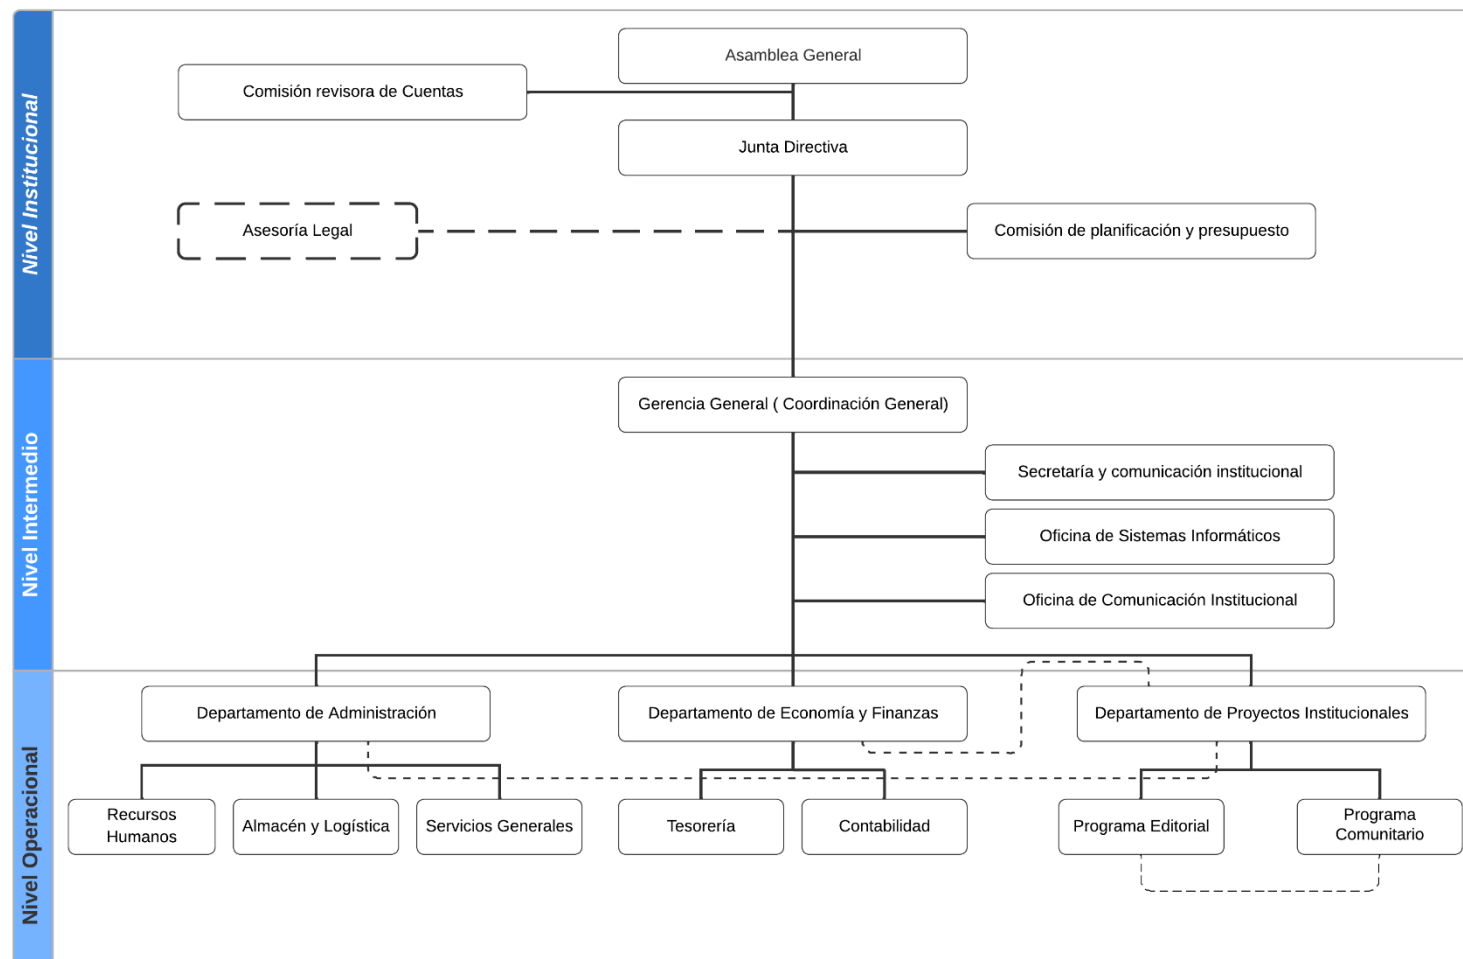 Nivel Institucional
Asamblea General
Comisión revisora de Cuentas
Junta Directiva
Asesoría Legal
Comisión de planificación y presupuesto
Nivel Intermedio
Gerencia General ( Coordinación General)
Secretaría y comunicación institucional
Oficina de Sistemas Informáticos
Oficina de Comunicación Institucional
Nivel Operacional
Departamento de Administración
Departamento de Economía y Finanzas
Departamento de Proyectos Institucionales
Recursos
Humanos
Almacén y Logística
Servicios Generales
Tesorería
Contabilidad
Programa Editorial
Programa
Comunitario